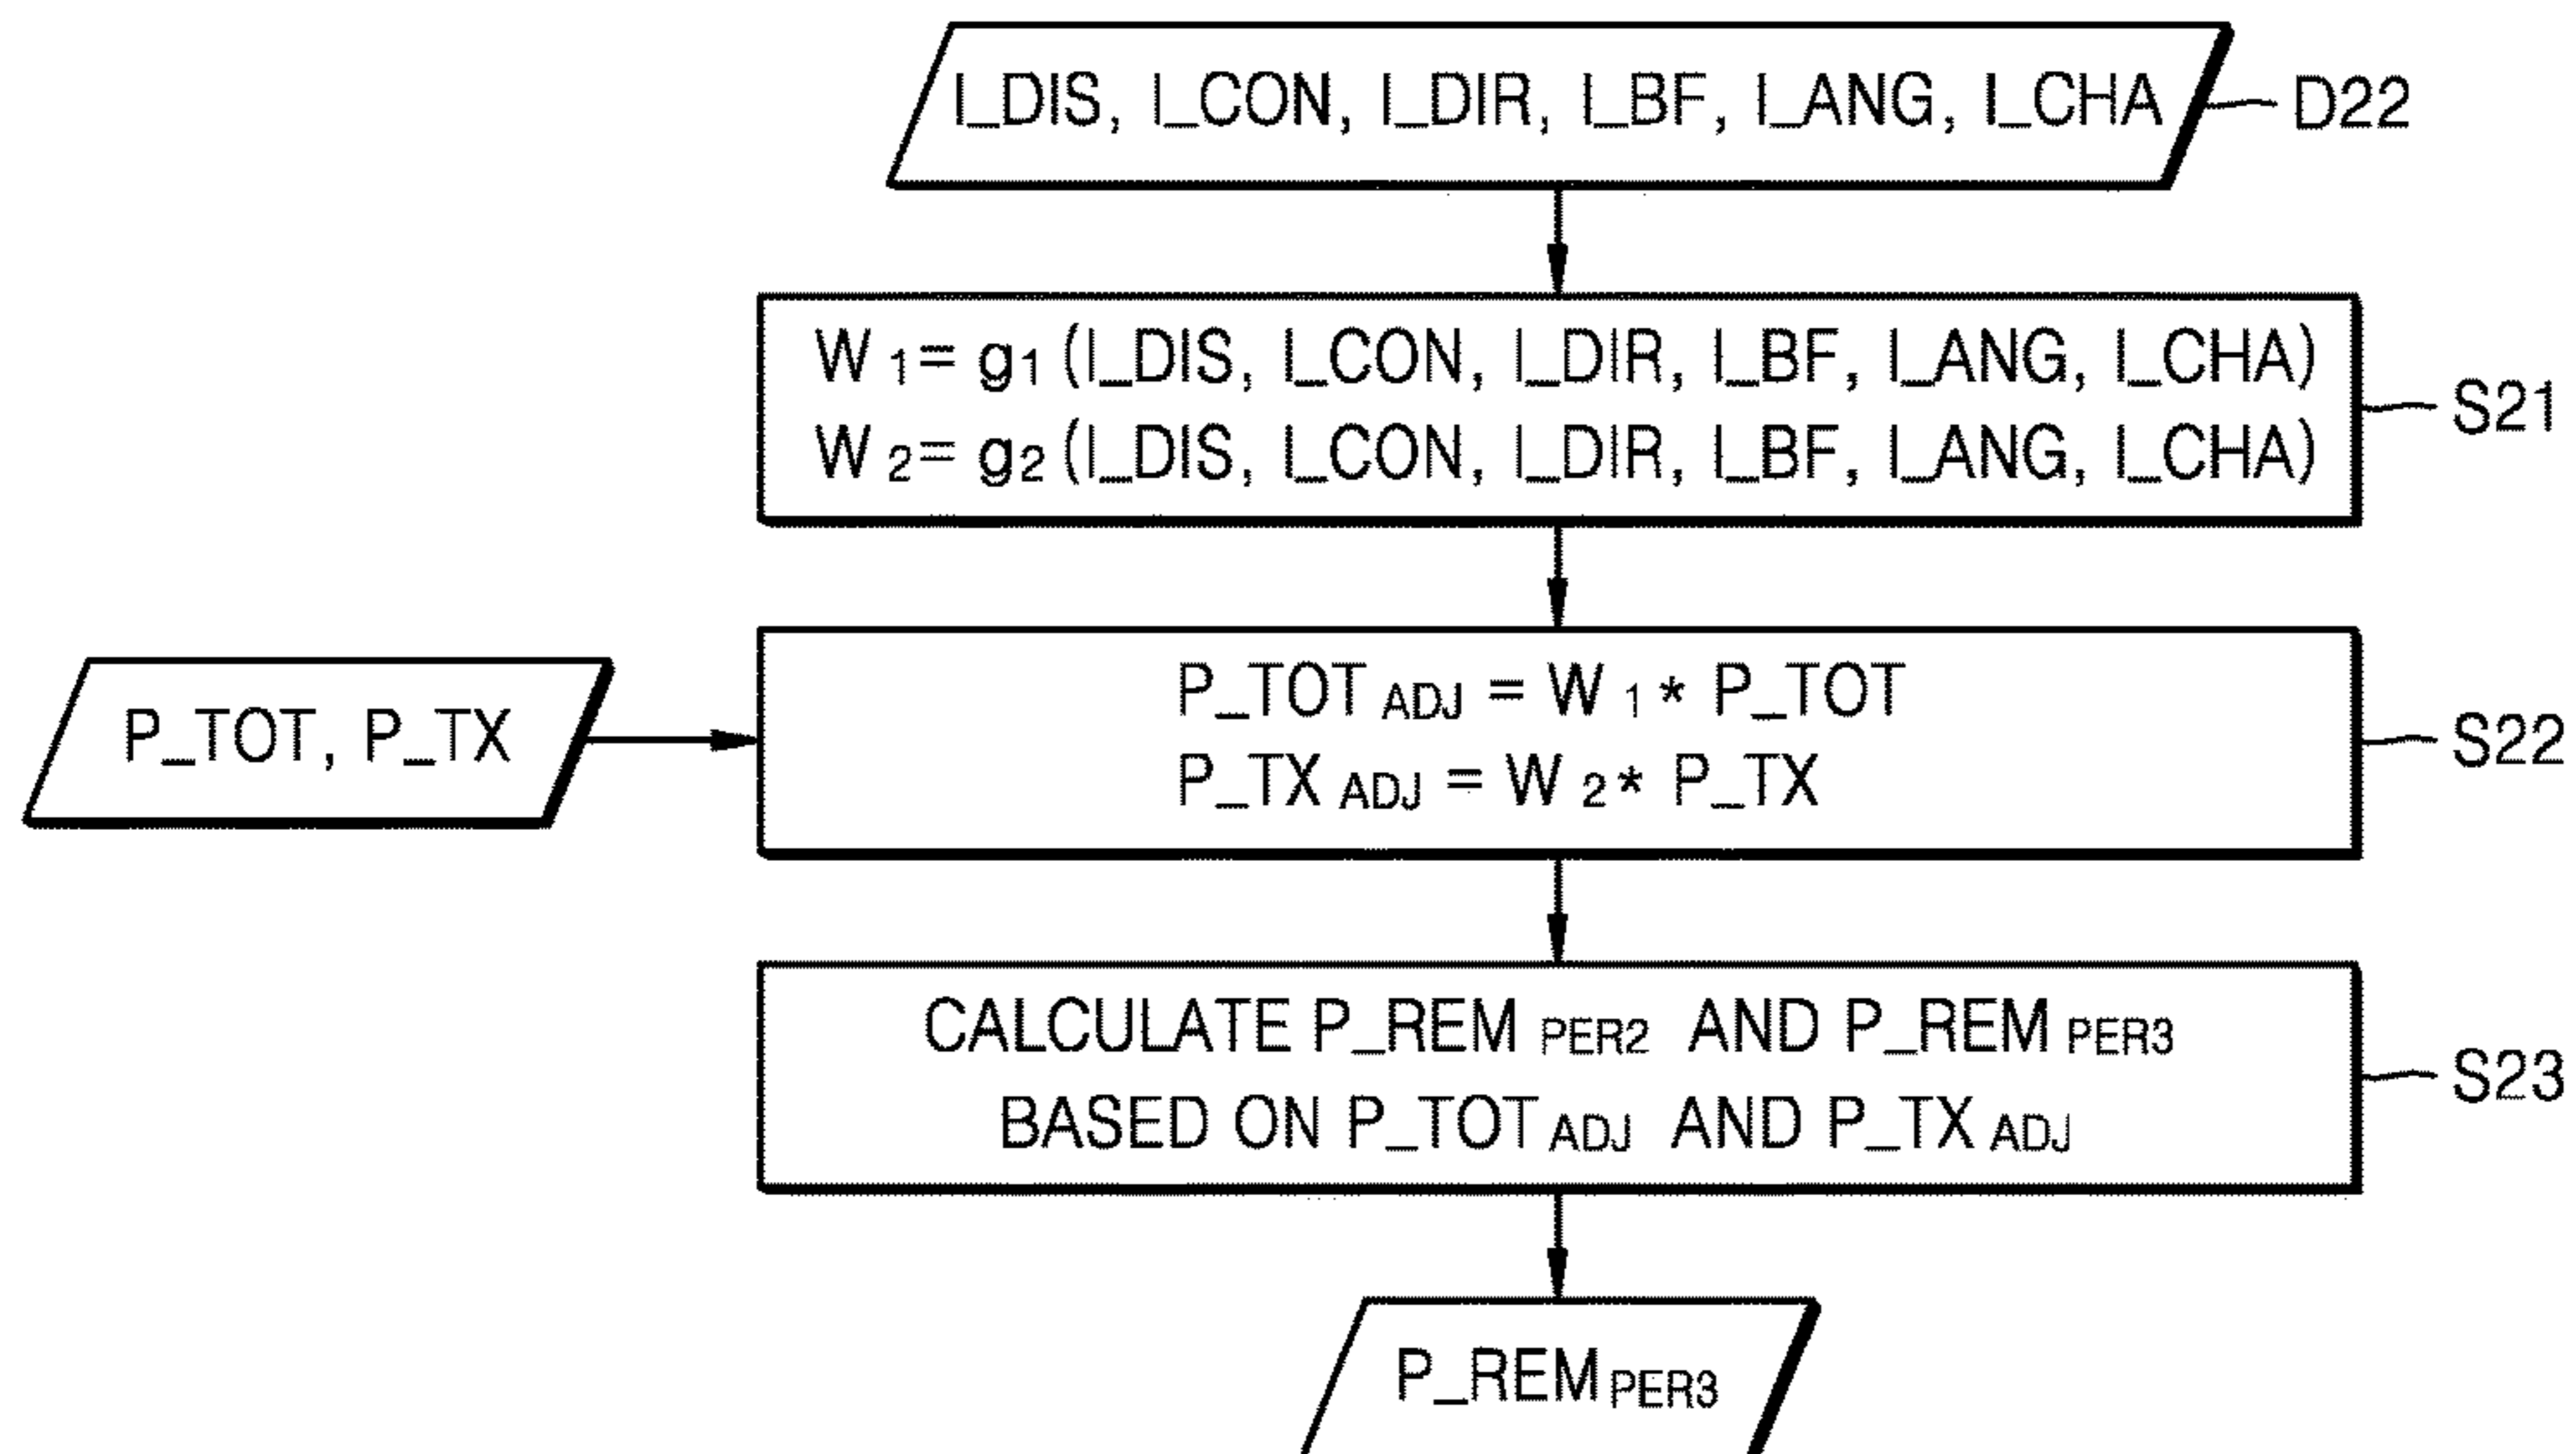 I_DIS, I_CON, I_DIR, I_BF, I_ANG, I_CHA
D22
W 1 = g1 (I_DIS, I_CON, I_DIR, I_BF, I_ANG, I_CHA)
W 2 = g2 (I_DIS, I_CON, I_DIR, I_BF, I_ANG, I_CHA)
S21
P_TOT, P_TX
P_TOT ADJ = W 1 * P_TOT
P_TX ADJ = W 2 * P_TX
S22
CALCULATE P_REM PER2 AND P_REM PER3
BASED ON P_TOT ADJ AND P_TX ADJ
S23
P_REM PER3